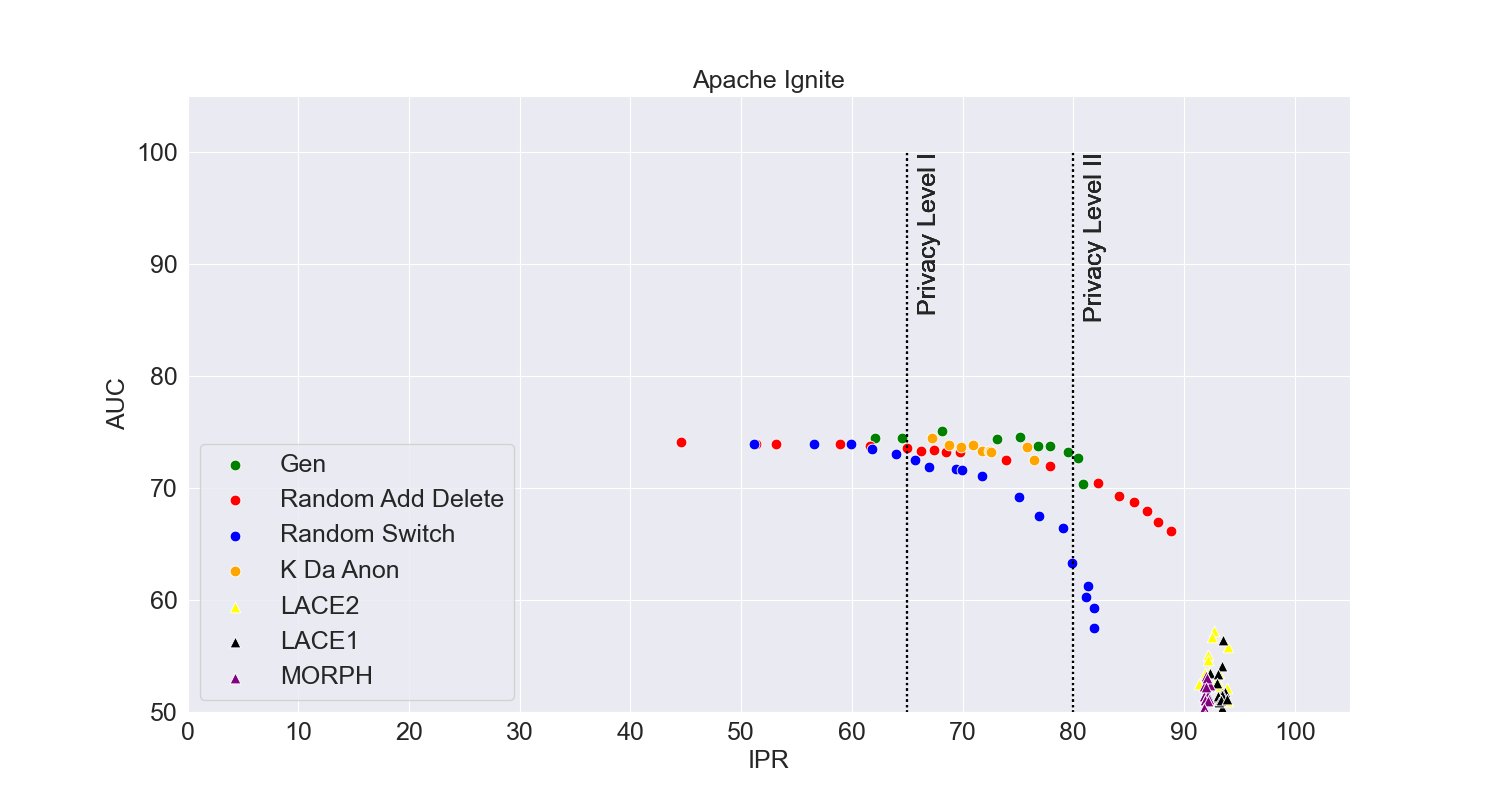 Apache Ignite
100
90
80
70
60
50
AUC
Privacy Level I
Privacy Level II
Gen
Random Add Delete
Random Switch
K Da Anon
LACE2
LACE1
MORPH
0 10 20 30 40 50 60 70 80 90 100
IPR